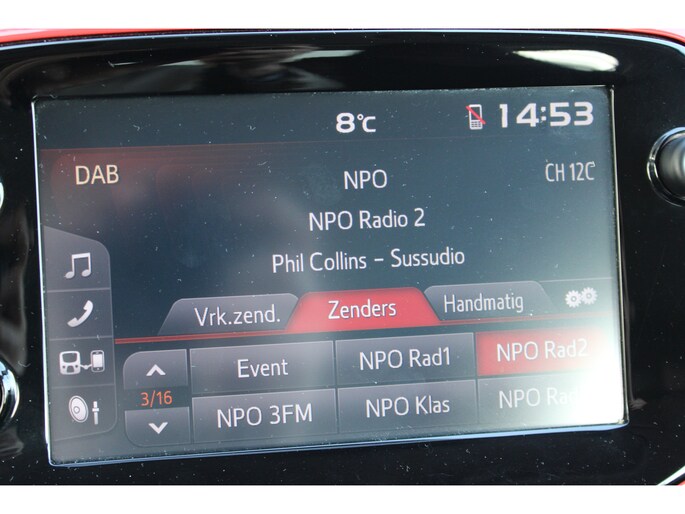 8°C 14:53
DAB NPO CH 12C
NPO Radio 2
Phil Collins - Sussudio
Vrk.zend. Zenders Handmatig
Event NPO Rad1 NPO Rad2
3/16
NPO 3FM NPO Klas NPO